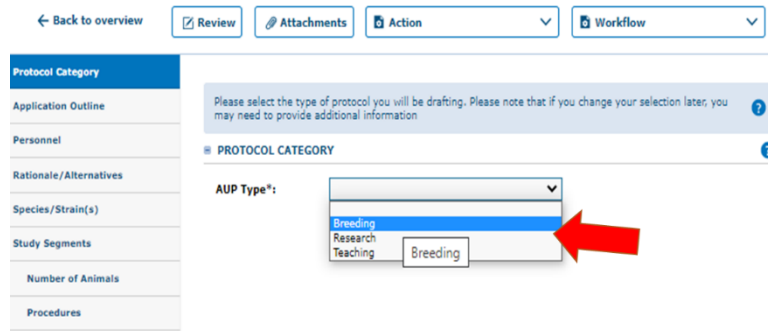 ← Back to overview
Review
Attachments
Action
Workflow
Protocol Category
Application Outline
Personnel
Rationale/Alternatives
Species/Strain(s)
Study Segments
Number of Animals
Procedures
Please select the type of protocol you will be drafting. Please note that if you change your selection later, you
may need to provide additional information
?
PROTOCOL CATEGORY
?
AUP Type*:
Breeding
Research
Teaching
Breeding